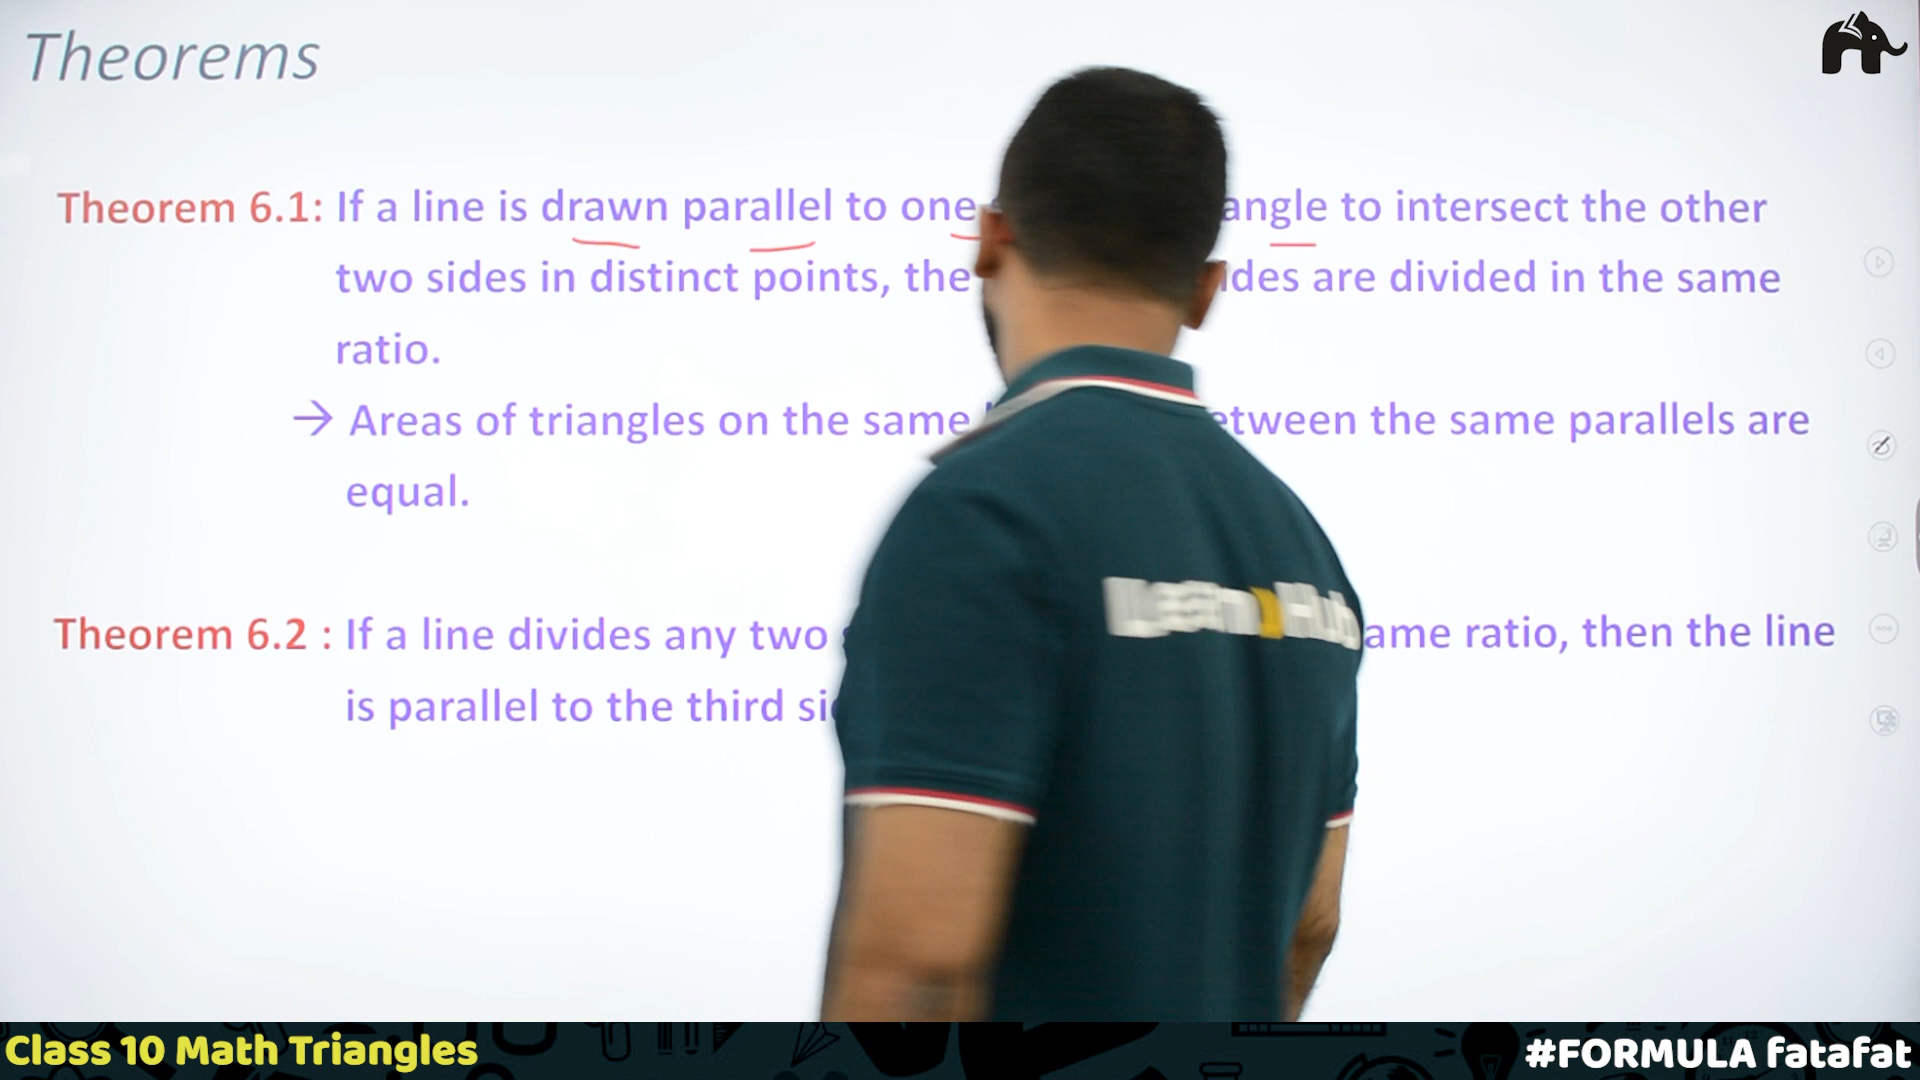 Theorems
Theorem 6.1: If a line is drawn parallel to one angle to intersect the other
two sides in distinct points, the ides are divided in the same
ratio.
→ Areas of triangles on the same etween the same parallels are
equal.
Theorem 6.2 : If a line divides any two ame ratio, then the line
is parallel to the third si
Learn Hub
Class 10 Math Triangles
#FORMULA fatafat